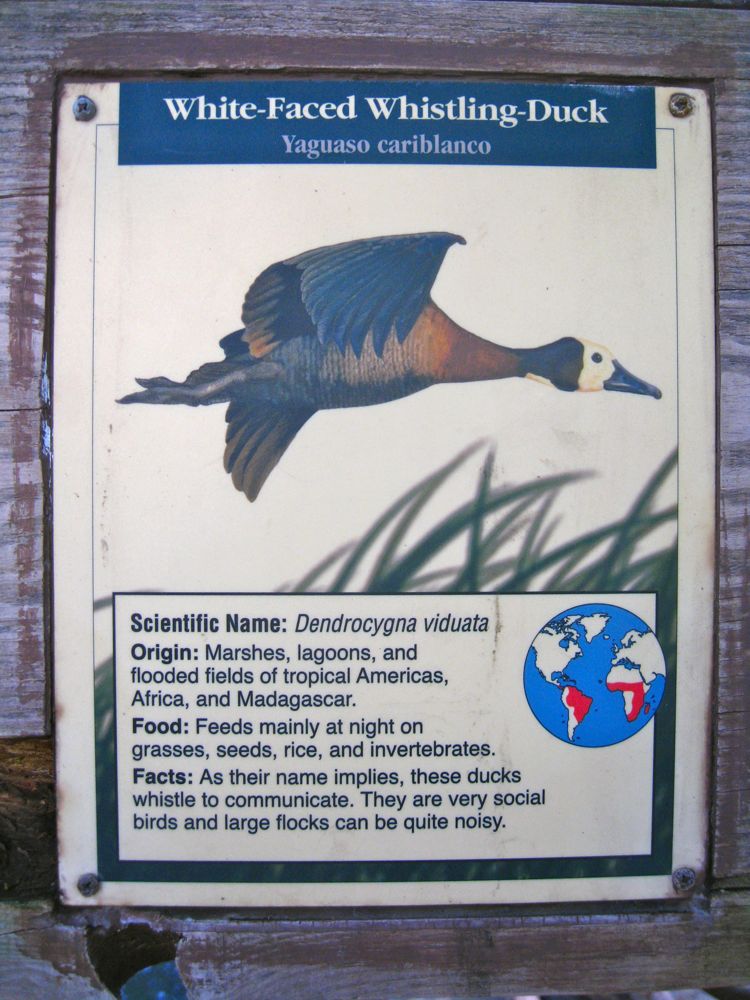 White-Faced Whistling-Duck
Yaguaso cariblanco
Scientific Name: Dendrocygna viduata
Origin: Marshes, lagoons, and
flooded fields of tropical Americas,
Africa, and Madagascar.
Food: Feeds mainly at night on
grasses, seeds, rice, and invertebrates.
Facts: As their name implies, these ducks
whistle to communicate. They are very social
birds and large flocks can be quite noisy.